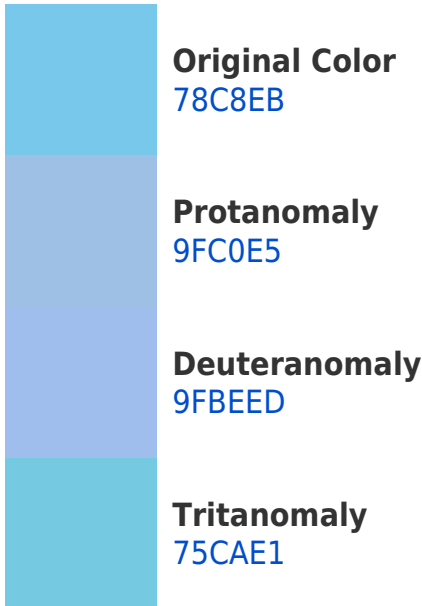 Original Color
78C8EB
Protanomaly
9FC0E5
Deuteranomaly
9FBEED
Tritanomaly
75CAE1